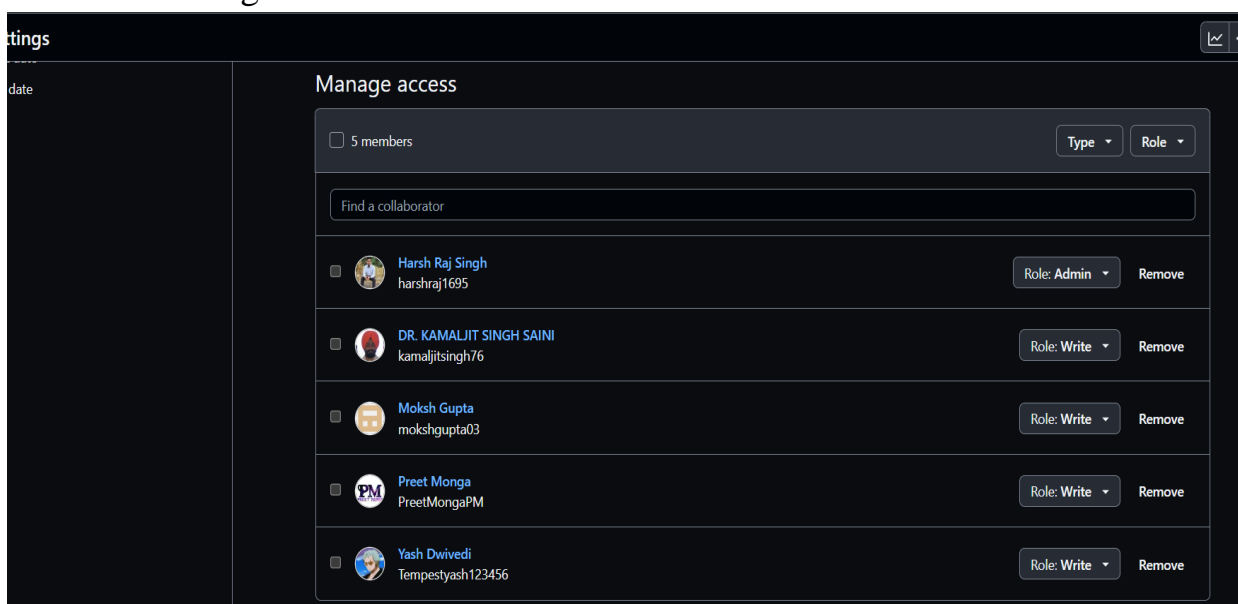 ttings
date
Manage access
5 members
Type
Role
Find a collaborator
Harsh Raj Singh
harshraj1695
Role: Admin
Remove
DR. KAMALJIT SINGH SAINI
kamaljitsingh76
Role: Write
Remove
Moksh Gupta
mokshgupta03
Role: Write
Remove
PM
Preet Monga
PreetMongaPM
Role: Write
Remove
Yash Dwivedi
Tempestyash123456
Role: Write
Remove